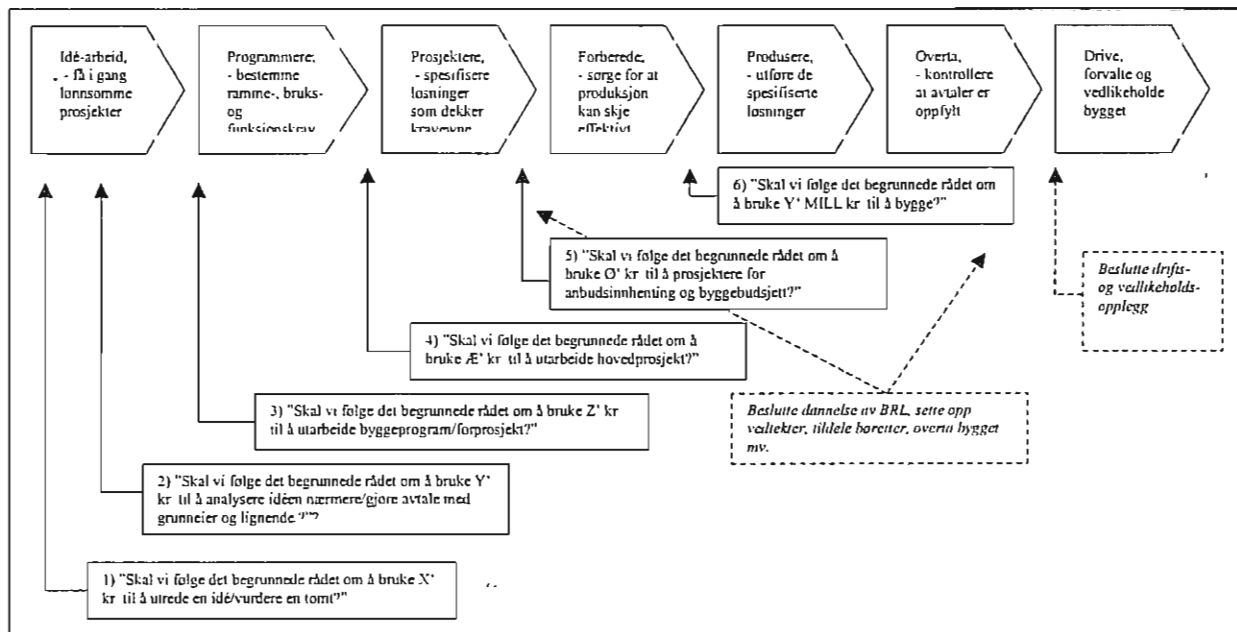 Idé-arbeid,
- få i gang
lønnsomme
prosjekter
Programmere,
- bestemme
ramme-, bruks-
og
funksjonskrav
Prosjektere,
- spesifisere
løsninger
som dekker
kravevne
Forberede,
- sørge for at
produksjon
kan skje
effektivt
Produsere,
- utføre de
spesifiserte
løsninger
Overta,
- kontrollere
at avtaler er
oppfylt
Drive,
forvalte og
vedlikeholde
bygget
6) "Skal vi følge det begrunnede rådet om
å bruke Y' MILL kr til å bygge?"
5) "Skal vi følge det begrunnede rådet om å
bruke Ø' kr til å prosjektere for
anbudsinnhenting og byggebudsjett?"
Beslutte drifts-
og vedlikeholds-
opplegg
4) "Skal vi følge det begrunnede rådet om å
bruke Æ' kr til å utarbeide hovedprosjekt?"
3) "Skal vi følge det begrunnede rådet om å bruke Z' kr
til å utarbeide byggeprogram/forprosjekt?"
Beslutte dannelse av BRL, sette opp
vedtekter, tildele boretter, overta bygget
mv.
2) "Skal vi følge det begrunnede rådet om å bruke Y'
kr til å analysere idéen nærmere/gjøre avtale med
grunneier og lignende ?"?
1) "Skal vi følge det begrunnede rådet om å bruke X'
kr til å utrede en idé/vurdere en tomt?"